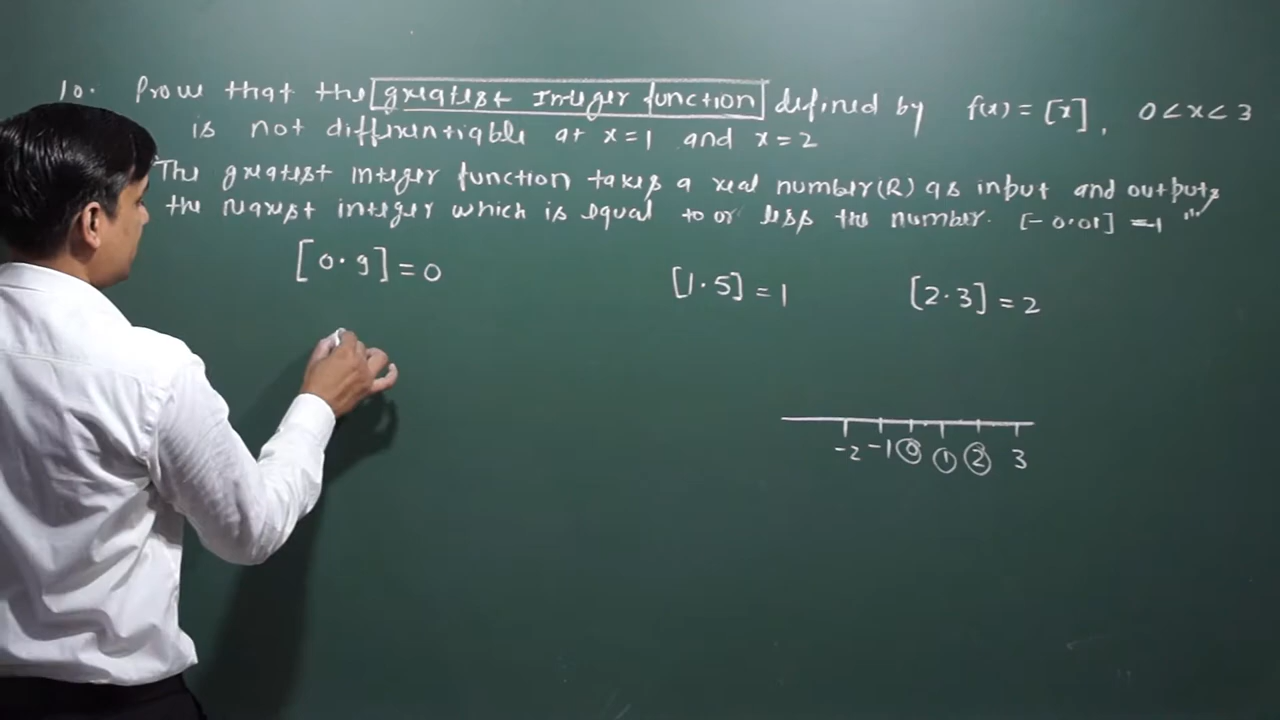 10. Prove that the greatest Integer function defined by f(x) = [x], 0<x<3
is not differentiable at x=1 and x=2
The greatest integer function takes a real number(R) as input and outputs
the integer which is equal to or less the number. [-0.01] = -1
[0.9] = 0 [1.5] = 1 [2.3] = 2
-2 -1 0 1 2 3